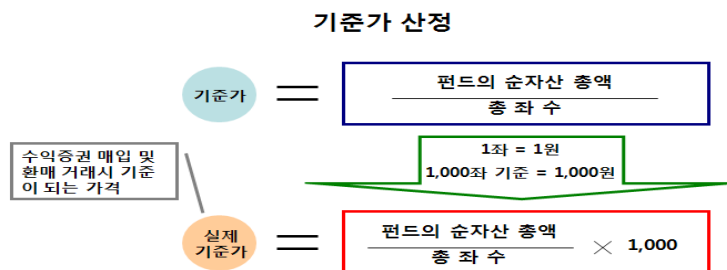 기준가 산정
기준가
=
펀드의 순자산 총액
총 좌 수
수익증권 매입 및
환매 거래시 기준
이 되는 가격
1좌 = 1원
1,000좌 기준 = 1,000원
실제
기준가
=
펀드의 순자산 총액
총 좌 수
× 1,000